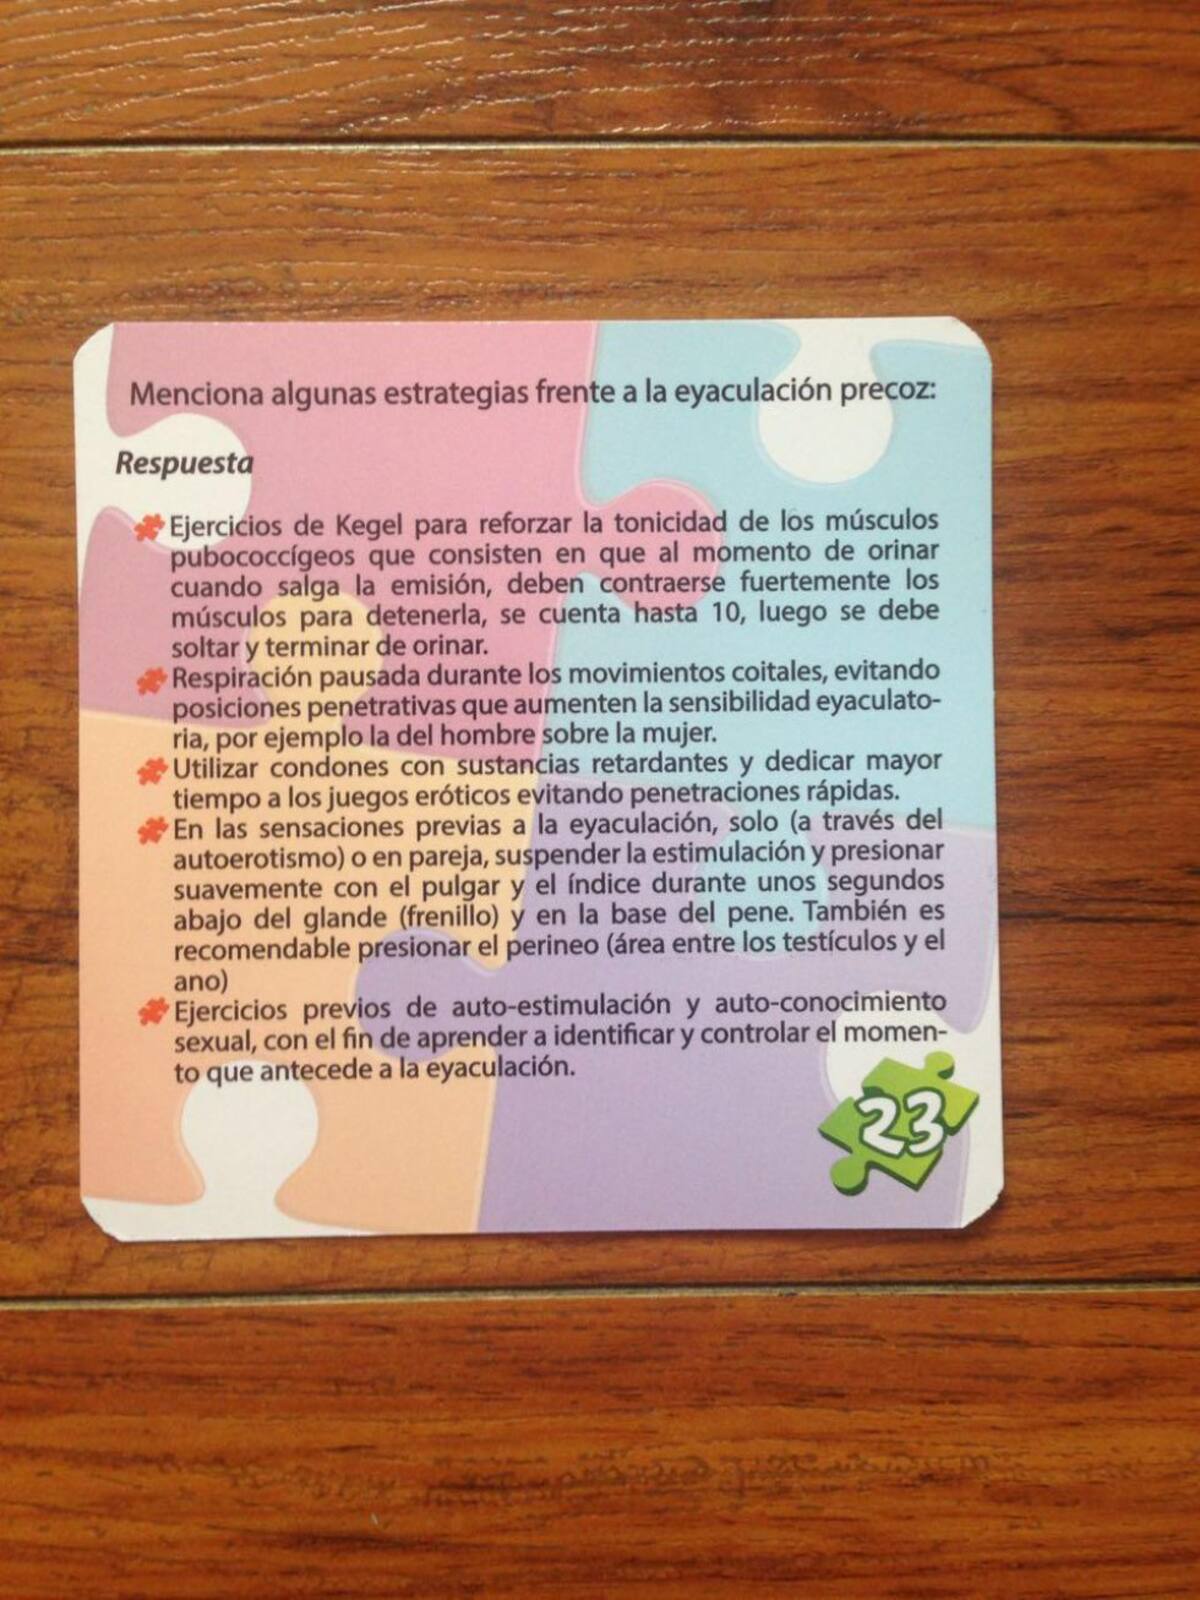 Menciona algunas estrategias frente a la eyaculación precoz:
Respuesta
Ejercicios de Kegel para reforzar la tonicidad de los músculos
pubococcígeos que consisten en que al momento de orinar
cuando salga la emisión, deben contraerse fuertemente los
músculos para detenerla, se cuenta hasta 10, luego se debe
soltar y terminar de orinar.
Respiración pausada durante los movimientos coitales, evitando
posiciones penetrativas que aumenten la sensibilidad eyaculato-
ria, por ejemplo la del hombre sobre la mujer.
Utilizar condones con sustancias retardantes y dedicar mayor
tiempo a los juegos eróticos evitando penetraciones rápidas.
En las sensaciones previas a la eyaculación, solo (a través del
autoerotismo) o en pareja, suspender la estimulación y presionar
suavemente con el pulgar y el índice durante unos segundos
abajo del glande (frenillo) y en la base del pene. También es
recomendable presionar el perineo (área entre los testículos y el
ano)
Ejercicios previos de auto-estimulación y auto-conocimiento
sexual, con el fin de aprender a identificar y controlar el momen-
to que antecede a la eyaculación.
23